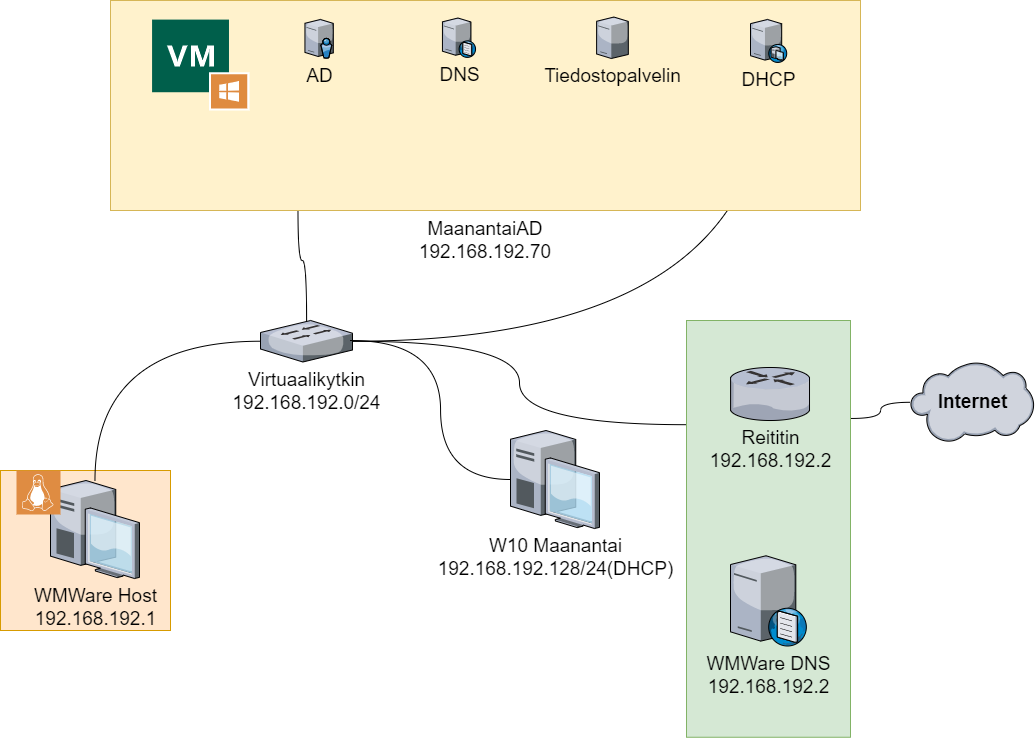 VM
AD
DNS
Tiedostopalvelin
DHCP
MaanantaiAD
192.168.192.70
Virtuaalikytkin
192.168.192.0/24
Reititin
192.168.192.2
Internet
W10 Maanantai
192.168.192.128/24(DHCP)
WMWare Host
192.168.192.1
WMWare DNS
192.168.192.2